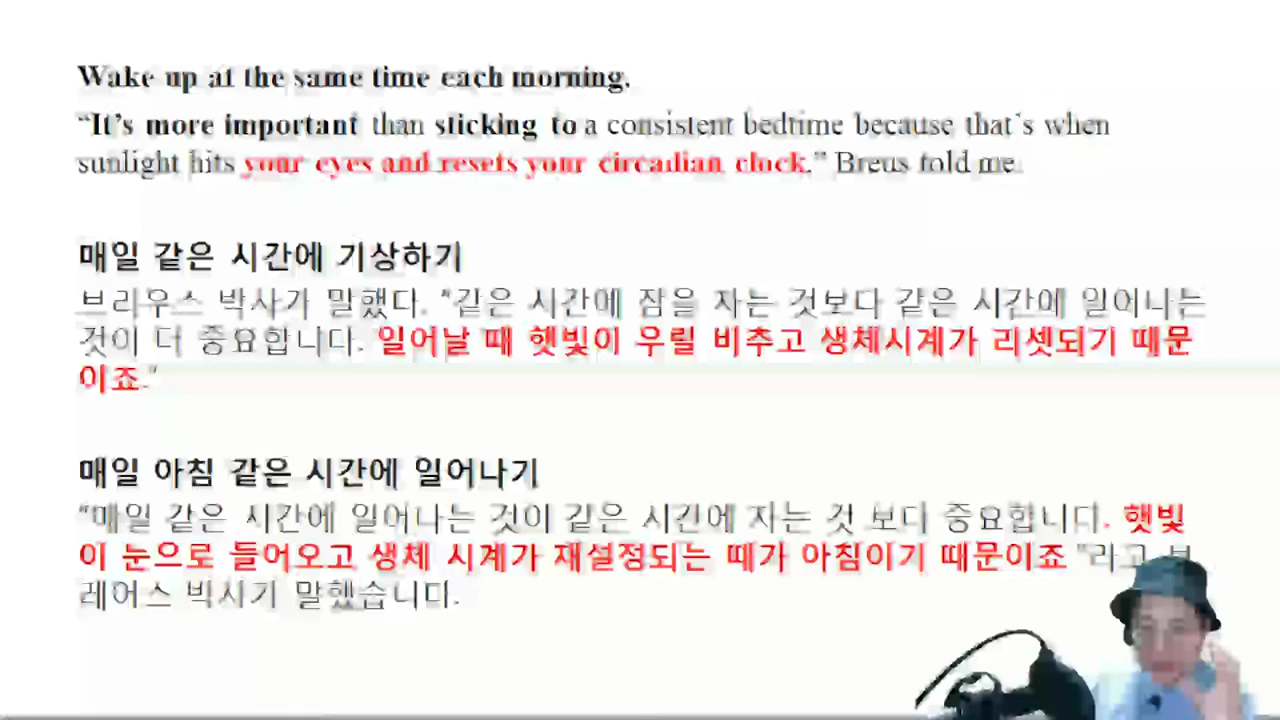 Wake up at the same time each morning.
“It’s more important than sticking to a consistent bedtime because that’s when
sunlight hits your eyes and resets your circadian clock,” Breus told me.
매일 같은 시간에 기상하기
브리우스 박사가 말했다. “같은 시간에 잠을 자는 것보다 같은 시간에 일어나는
것이 더 중요합니다. 일어날 때 햇빛이 우릴 비추고 생체시계가 리셋되기 때문
이죠.”
매일 아침 같은 시간에 일어나기
“매일 같은 시간에 일어나는 것이 같은 시간에 자는 것 보다 중요합니다. 햇빛
이 눈으로 들어오고 생체 시계가 재설정되는 때가 아침이기 때문이죠 ”라고 브
레어스 박사가 말했습니다.